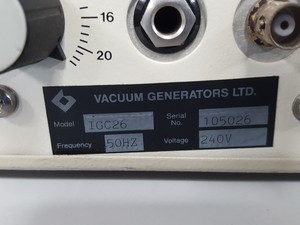 16
20
VACUUM GENERATORS LTD.
Model IGC26 Serial No. 105026
Frequency 50HZ Voltage 240V